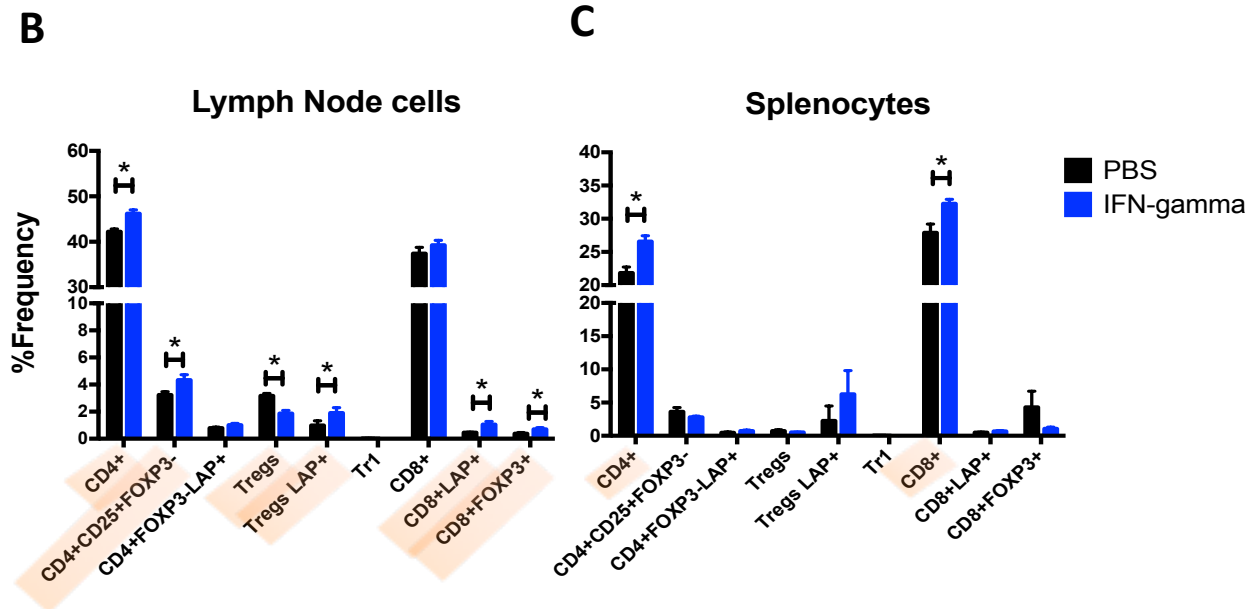 B
Lymph Node cells
%Frequency
60
50
40
30
10
8
6
4
2
0
*
*
*
*
*
*
CD4+
CD4+CD25+FOXP3-
CD4+FOXP3-LAP+
Tregs
Tregs LAP+
Tr1
CD8+
CD8+LAP+
CD8+FOXP3+
C
Splenocytes
40
35
30
25
20
20
15
10
5
0
*
*
CD4+
CD4+CD25+FOXP3-
CD4+FOXP3-LAP+
Tregs
Tregs LAP+
Tr1
CD8+
CD8+LAP+
CD8+FOXP3+
PBS
IFN-gamma